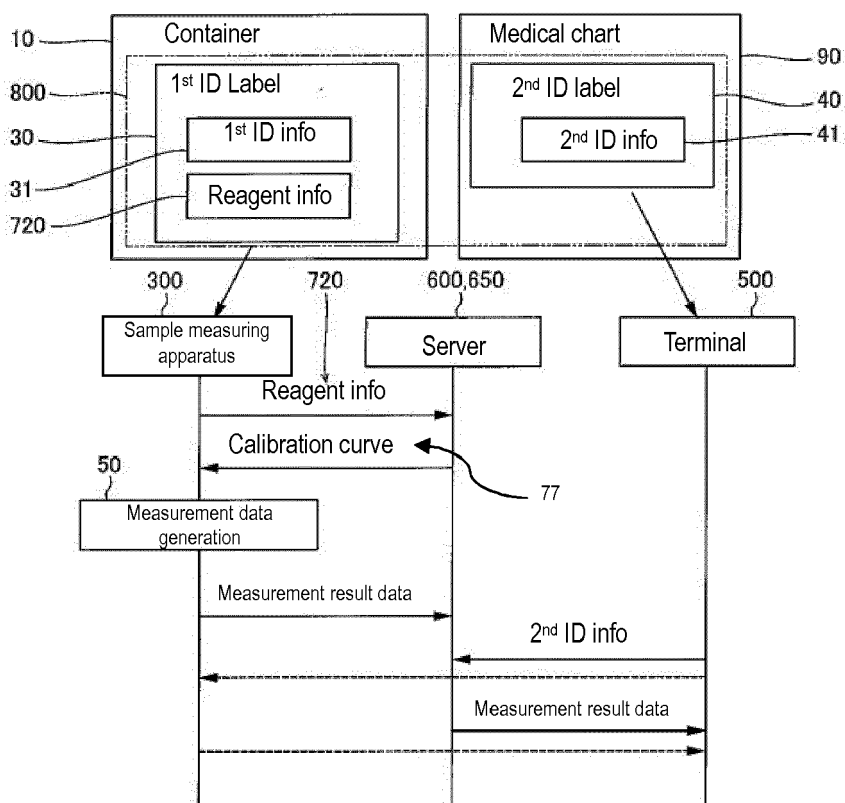 10
Container
Medical chart
90
800
1st ID Label
2nd ID label
40
30
1st ID info
2nd ID info
41
31
Reagent info
720
300
720
600,650
500
Sample measuring
apparatus
Server
Terminal
Reagent info
Calibration curve
77
50
Measurement data
generation
Measurement result data
2nd ID info
Measurement result data